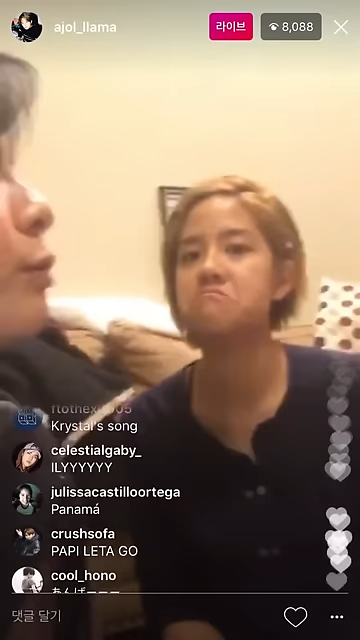 ajol_llama
라이브
8,088
Krystal's song
celestialgaby_
ILYYYYYY
julissacastilloortega
Panamá
crushsofa
PAPI LETA GO
cool_hono
댓글 달기